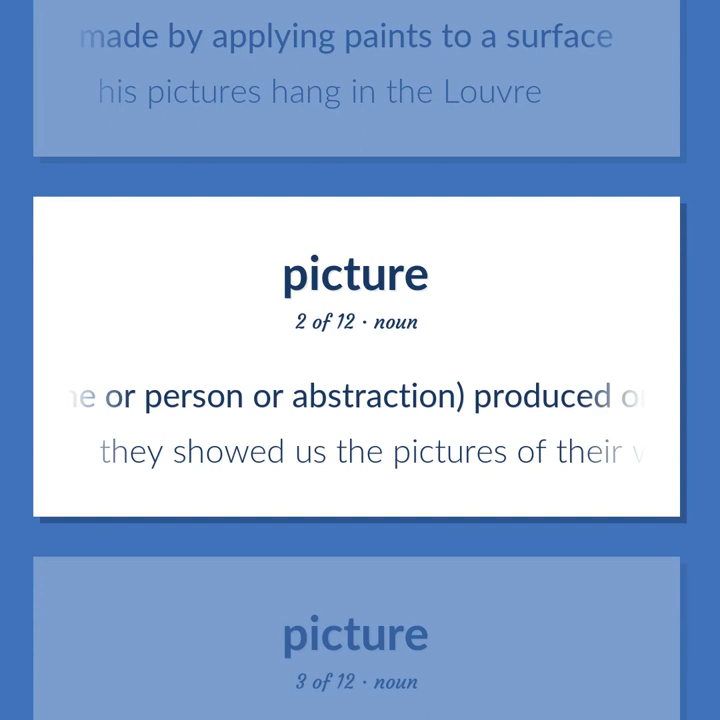 made by applying paints to a surface
his pictures hang in the Louvre
picture
2 of 12 · noun
or person or abstraction) produced
they showed us the pictures of their
picture
3 of 12 · noun